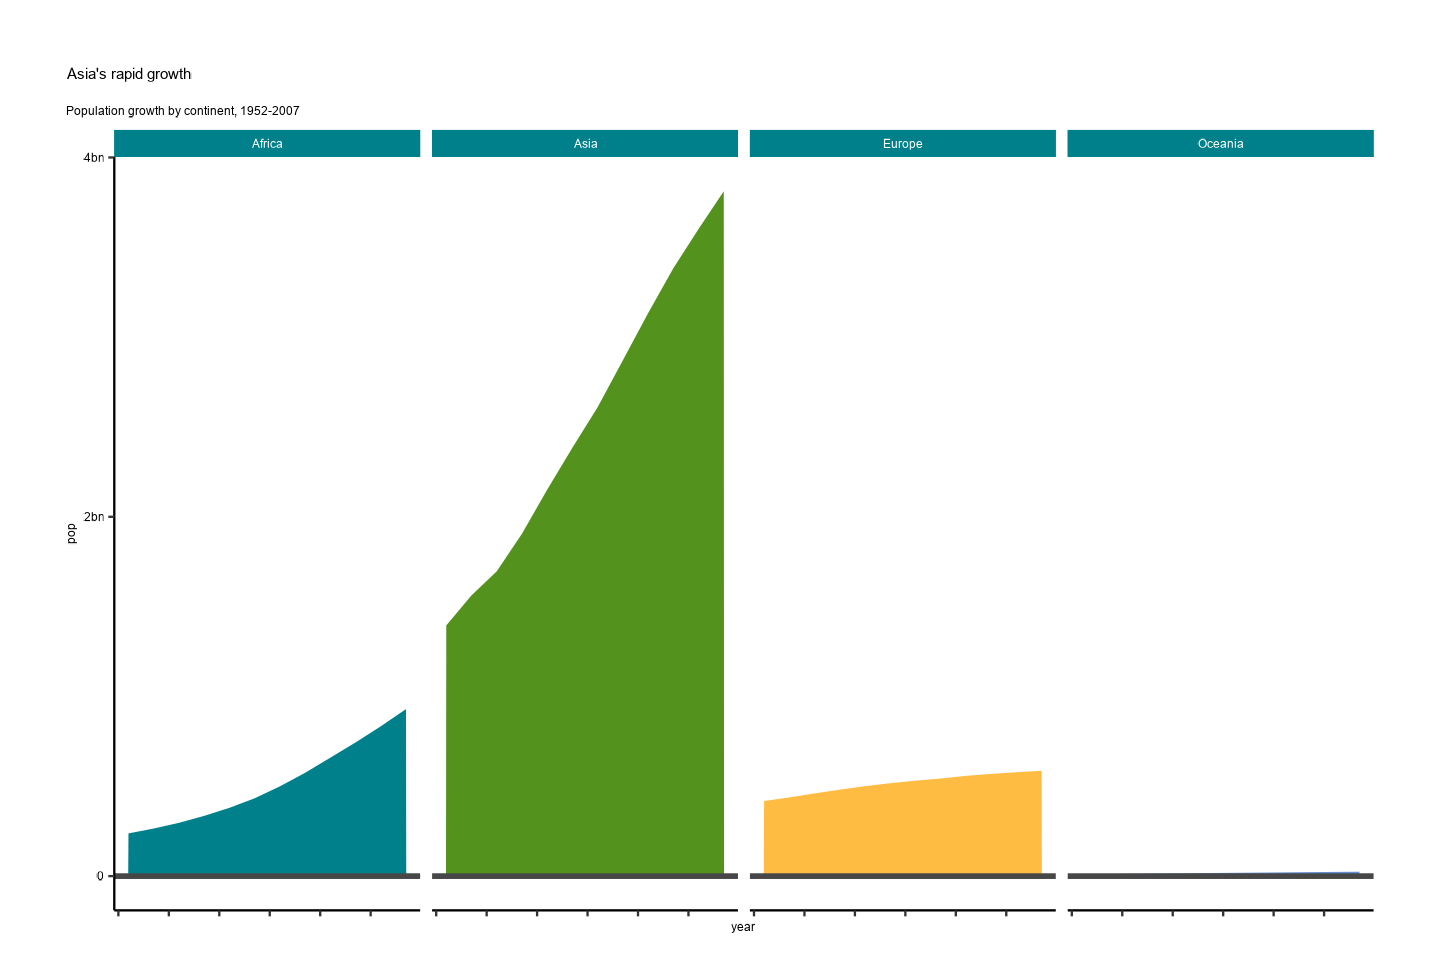 Asia's rapid growth
Population growth by continent, 1952-2007
Africa
Asia
Europe
Oceania
4bn
2bn
0
pop
year